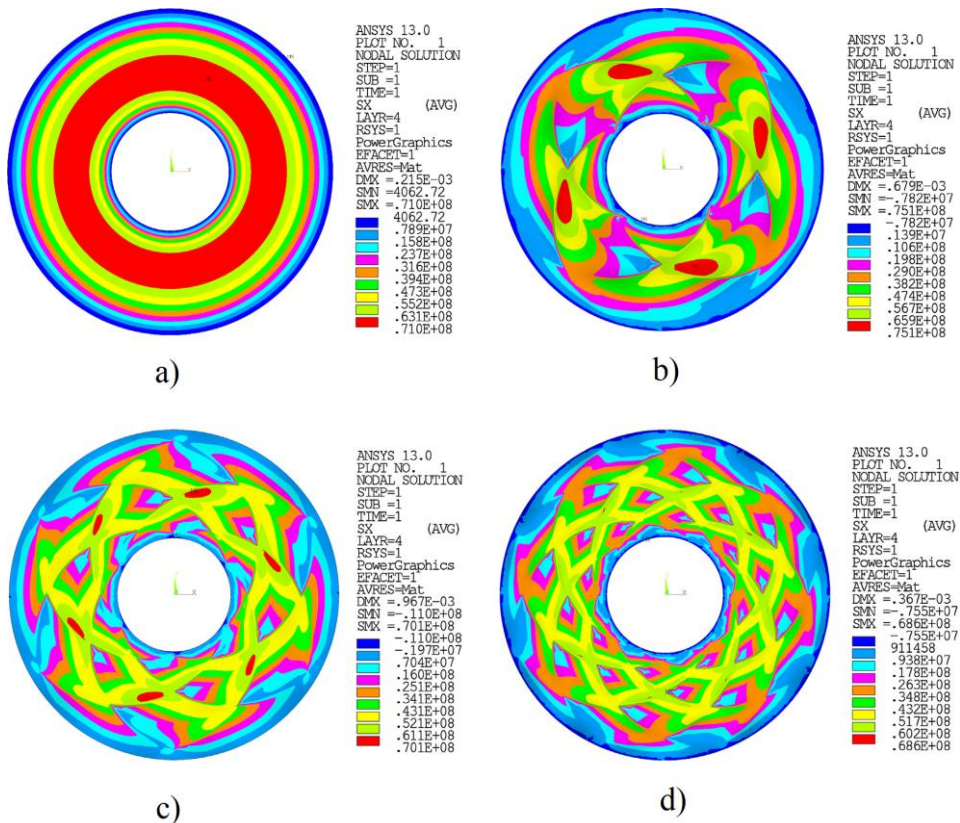 ANSYS 13.0
PLOT NO. 1
NODAL SOLUTION
STEP=1
SUB =1
TIME=1
SX (AVG)
LAYR=4
RSYS=1
PowerGraphics
EFACET=1
AVRES=Mat
DMX =.215E-03
SMN =4062.72
SMX =.710E+08
4062.72
.789E+07
.158E+08
.237E+08
.316E+08
.394E+08
.473E+08
.552E+08
.631E+08
.710E+08
a)
ANSYS 13.0
PLOT NO. 1
NODAL SOLUTION
STEP=1
SUB =1
TIME=1
SX (AVG)
LAYR=4
RSYS=1
PowerGraphics
EFACET=1
AVRES=Mat
DMX =.679E-03
SMN =-.782E+07
SMX =.751E+08
-.782E+07
.139E+07
.106E+08
.198E+08
.290E+08
.382E+08
.474E+08
.567E+08
.659E+08
.751E+08
b)
ANSYS 13.0
PLOT NO. 1
NODAL SOLUTION
STEP=1
SUB =1
TIME=1
SX (AVG)
LAYR=4
RSYS=1
PowerGraphics
EFACET=1
AVRES=Mat
DMX =.967E-03
SMN =-.110E+08
SMX =.701E+08
-.110E+08
-.197E+07
.704E+07
.160E+08
.251E+08
.341E+08
.431E+08
.521E+08
.611E+08
.701E+08
c)
ANSYS 13.0
PLOT NO. 1
NODAL SOLUTION
STEP=1
SUB =1
TIME=1
SX (AVG)
LAYR=4
RSYS=1
PowerGraphics
EFACET=1
AVRES=Mat
DMX =.367E-03
SMN =-.755E+07
SMX =.686E+08
-.755E+07
911458
.938E+07
.178E+08
.263E+08
.348E+08
.432E+08
.517E+08
.602E+08
.686E+08
d)